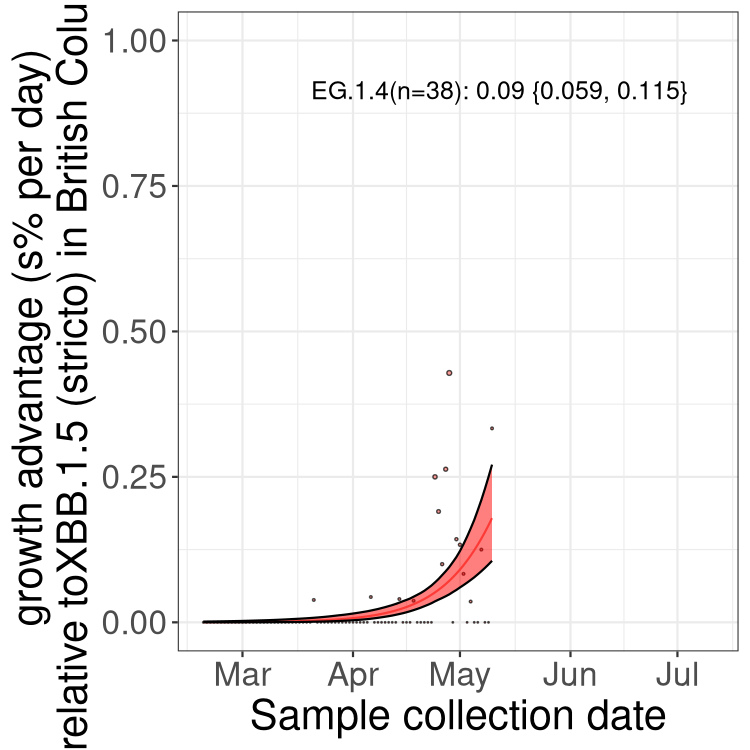 growth advantage (s% per day)
relative toXBB.1.5 (stricto) in British Colu
1.00
0.75
0.50
0.25
0.00
EG.1.4(n=38): 0.09 {0.059, 0.115}
Mar Apr May Jun Jul
Sample collection date